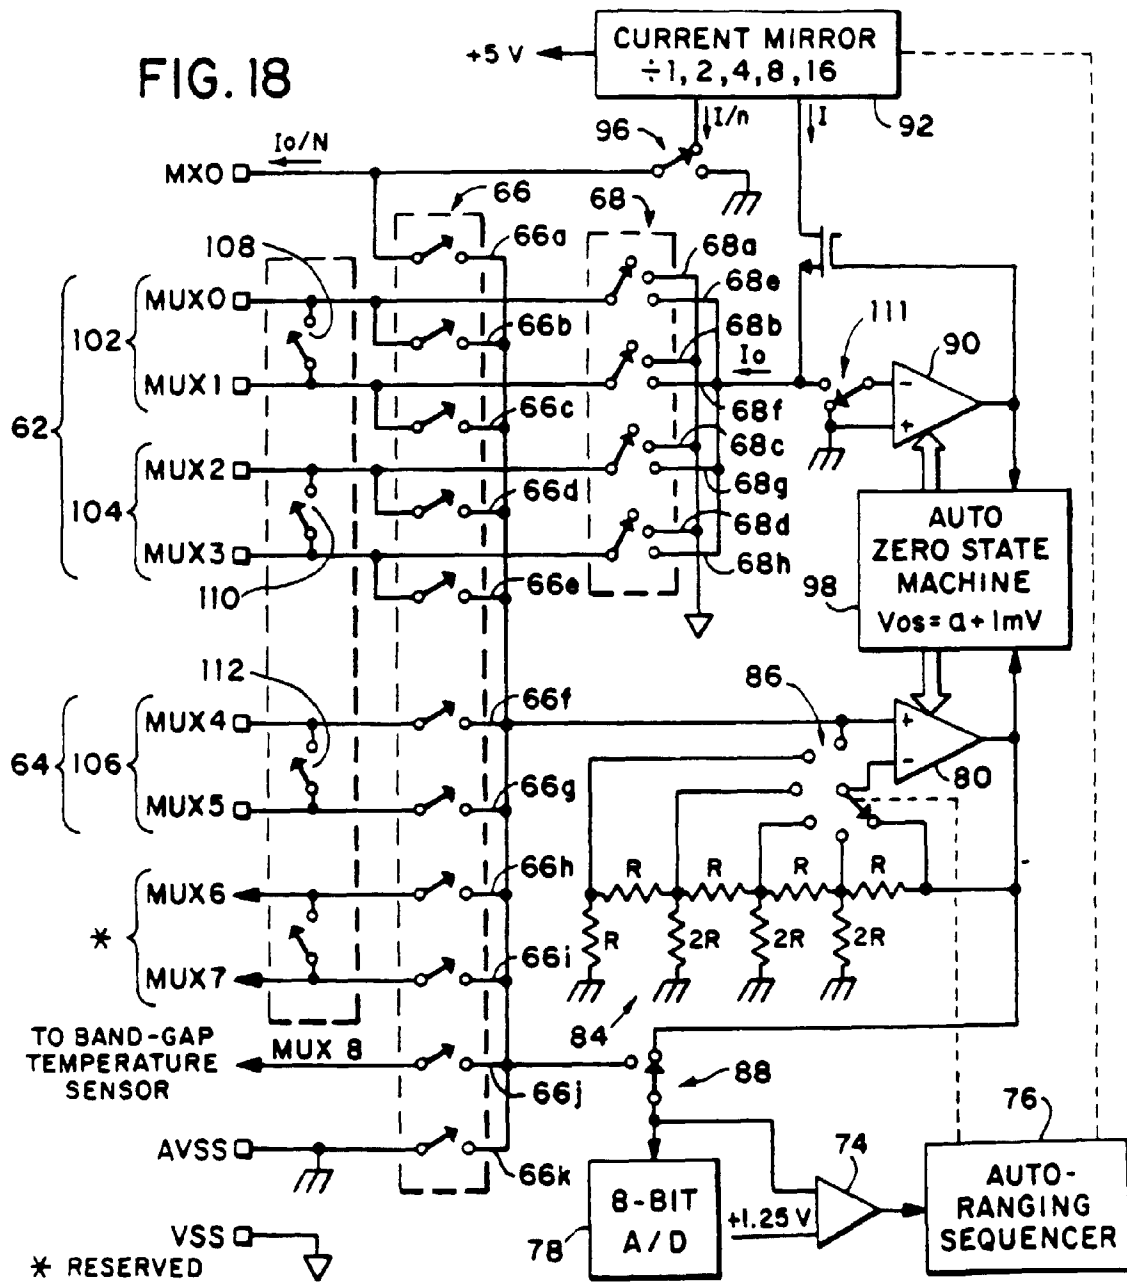 FIG. 18
+5 V
CURRENT MIRROR
÷1, 2, 4, 8, 16
92
I/n
I
96
Io/N
MXO
66
68
66a
68a
108
68e
62
102
MUX0
66b
68b
111
90
Io
MUX1
68f
-
+
66c
68c
104
MUX2
68g
66d
68d
MUX3
68h
110
66e
98
AUTO
ZERO STATE
MACHINE
Vos = a + 1mV
112
86
64
106
MUX4
66f
+
-
80
MUX5
66g
*
MUX6
66h
R
R
R
R
R
2R
2R
2R
MUX7
66i
84
TO BAND-GAP
TEMPERATURE
SENSOR
MUX 8
66j
88
76
AVSS
66k
74
8-BIT
A/D
78
+1.25 V
AUTO-
RANGING
SEQUENCER
VSS
* RESERVED